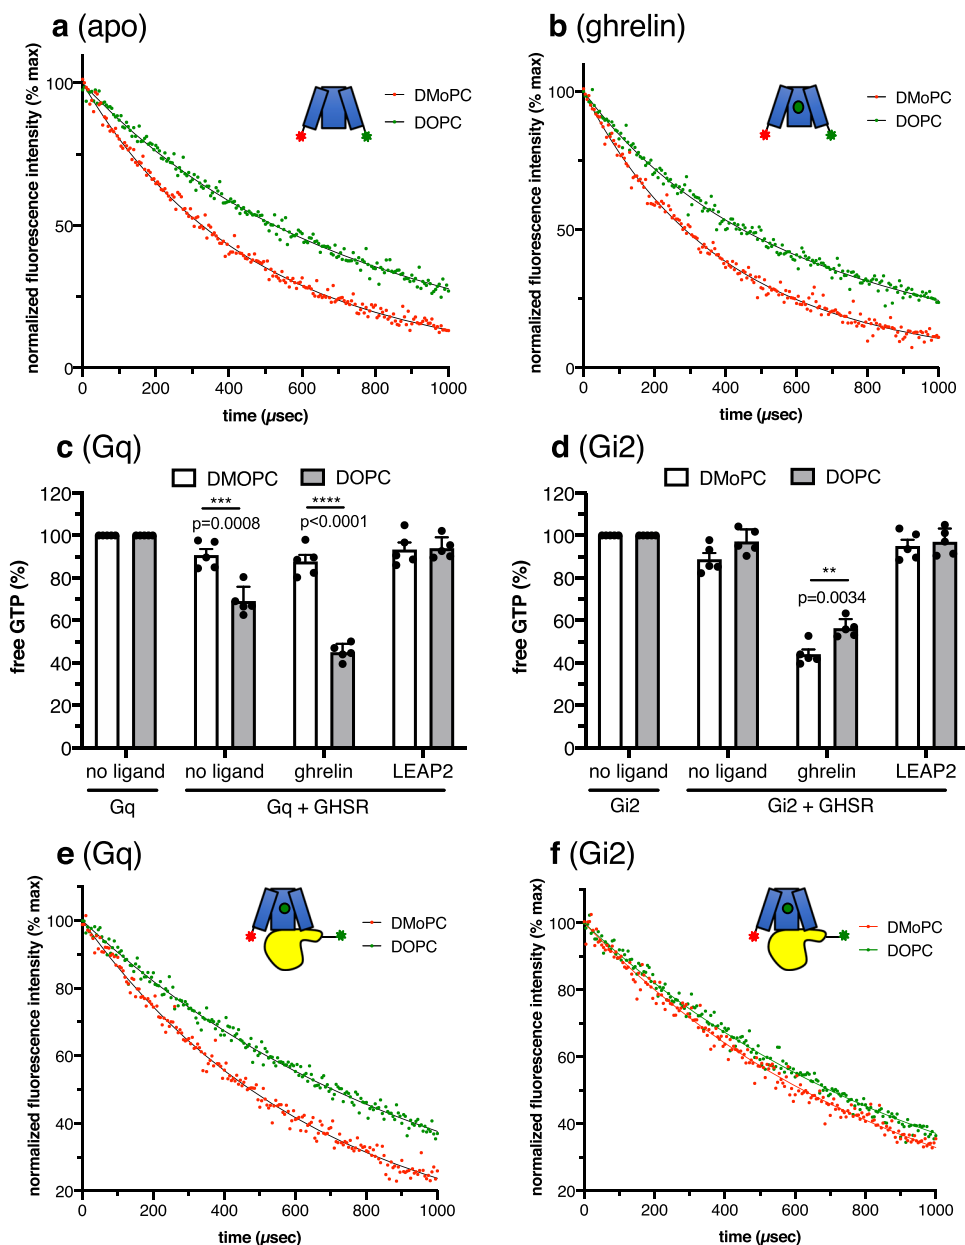 a (apo)
normalized fluorescence intensity (% max)
100
50
0
0 200 400 600 800 1000
time (µsec)
DMoPC
DOPC
b (ghrelin)
normalized fluorescence intensity (% max)
100
50
0
0 200 400 600 800 1000
time (µsec)
DMoPC
DOPC
c (Gq)
DMOPC DOPC
free GTP (%)
120
100
80
60
40
20
0
***
p=0.0008
****
p<0.0001
no ligand no ligand ghrelin LEAP2
Gq Gq + GHSR
d (Gi2)
DMoPC DOPC
free GTP (%)
120
100
80
60
40
20
0
**
p=0.0034
no ligand no ligand ghrelin LEAP2
Gi2 Gi2 + GHSR
e (Gq)
normalized fluorescence intensity (% max)
100
80
60
40
20
0 200 400 600 800 1000
time (µsec)
DMoPC
DOPC
f (Gi2)
normalized fluorescence intensity (% max)
100
80
60
40
20
0 200 400 600 800 1000
time (µsec)
DMoPC
DOPC